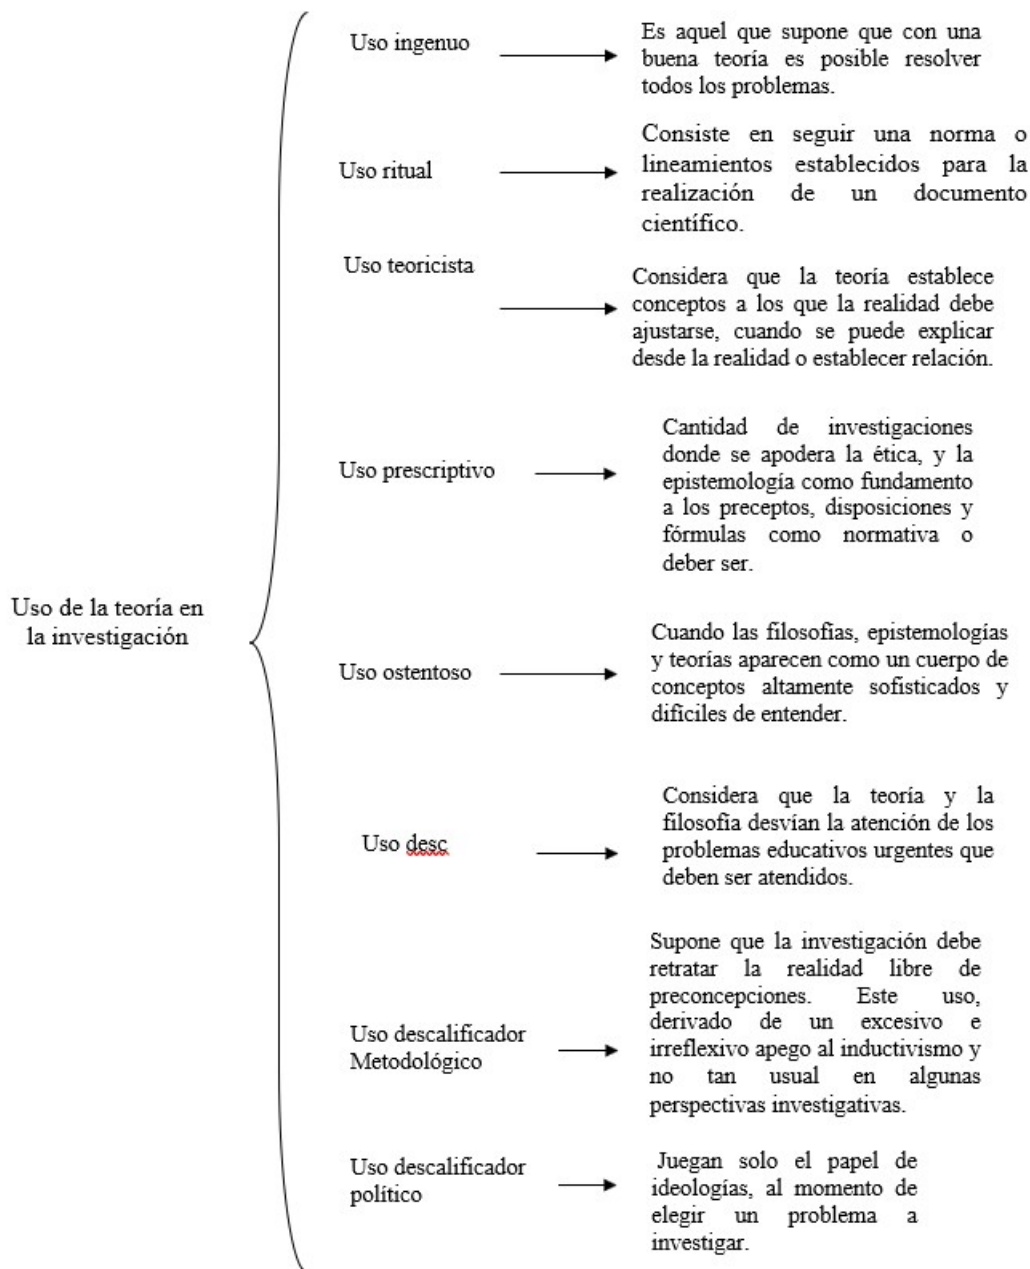 Uso de la teoría en
la investigación
Uso ingenuo
Es aquel que supone que con una
buena teoría es posible resolver
todos los problemas.
Uso ritual
Consiste en seguir una norma o
lineamientos establecidos para la
realización de un documento
científico.
Uso teoricista
Considera que la teoría establece
conceptos a los que la realidad debe
ajustarse, cuando se puede explicar
desde la realidad o establecer relación.
Uso prescriptivo
Cantidad de investigaciones
donde se apodera la ética, y la
epistemología como fundamento
a los preceptos, disposiciones y
fórmulas como normativa o
deber ser.
Uso ostentoso
Cuando las filosofías, epistemologías
y teorías aparecen como un cuerpo de
conceptos altamente sofisticados y
difíciles de entender.
Uso desc
Considera que la teoría y la
filosofía desvían la atención de los
problemas educativos urgentes que
deben ser atendidos.
Uso descalificador
Metodológico
Supone que la investigación debe
retratar la realidad libre de
preconcepciones. Este uso,
derivado de un excesivo e
irreflexivo apego al inductivismo y
no tan usual en algunas
perspectivas investigativas.
Uso descalificador
político
Juegan solo el papel de
ideologías, al momento de
elegir un problema a
investigar.